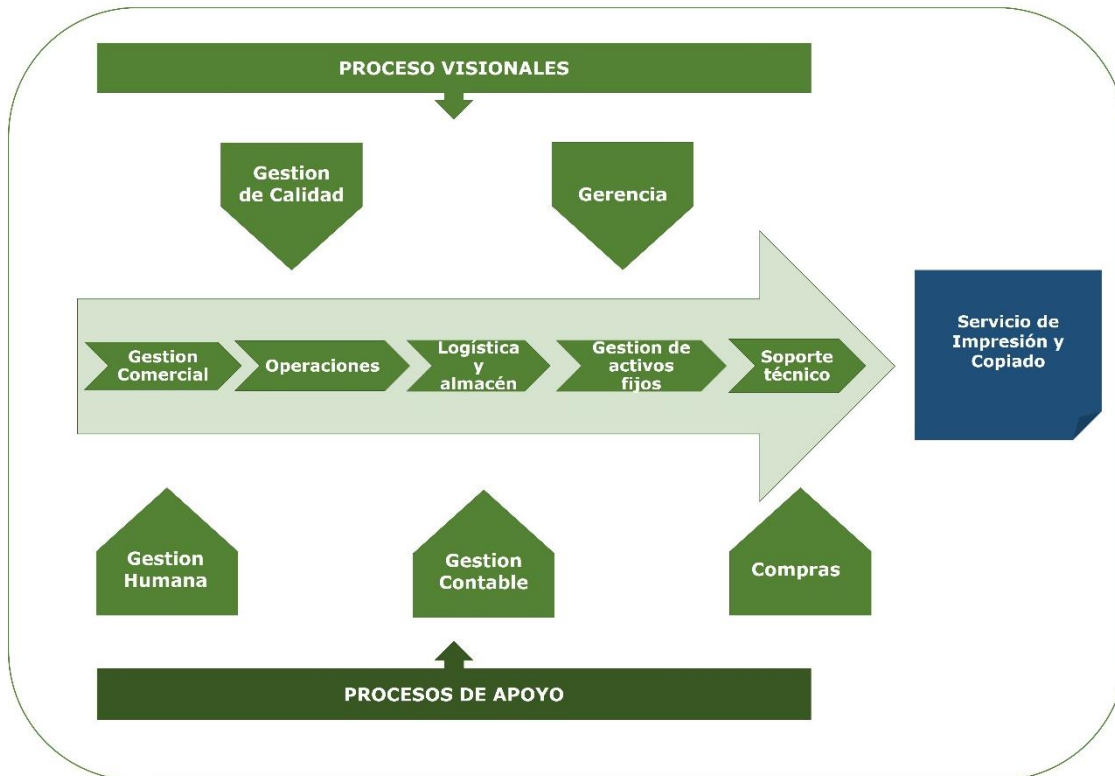 PROCESO VISIONALES
Gestion
de Calidad
Gerencia
Gestion
Comercial
Operaciones
Logística
y
almacén
Gestion de
activos
fijos
Soporte
técnico
Servicio de
Impresión y
Copiado
Gestion
Humana
Gestion
Contable
Compras
PROCESOS DE APOYO